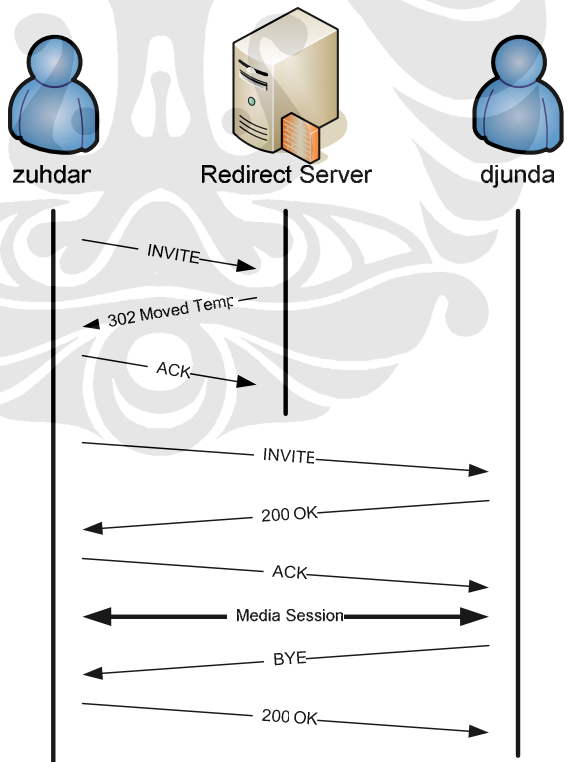 zuhdar
Redirect Server
djunda
INVITE
302 Moved Temp
ACK
INVITE
200 OK
ACK
Media Session
BYE
200 OK